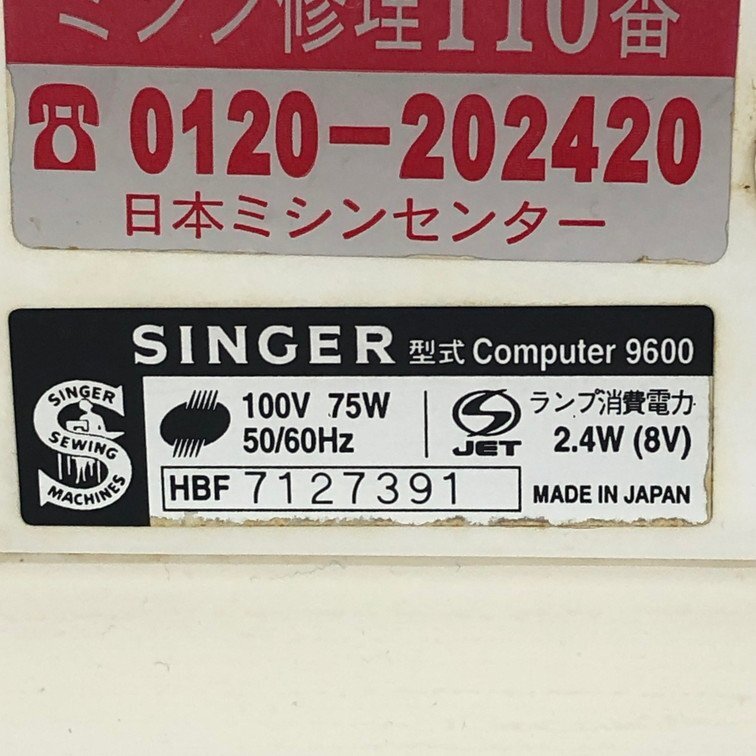 ミシン修理110番
0120-202420
日本ミシンセンター
SINGER 型式 Computer 9600
SINGER
SEWING
MACHINES
100V 75W
50/60Hz
JET
ランプ消費電力
2.4W (8V)
HBF 7127391
MADE IN JAPAN